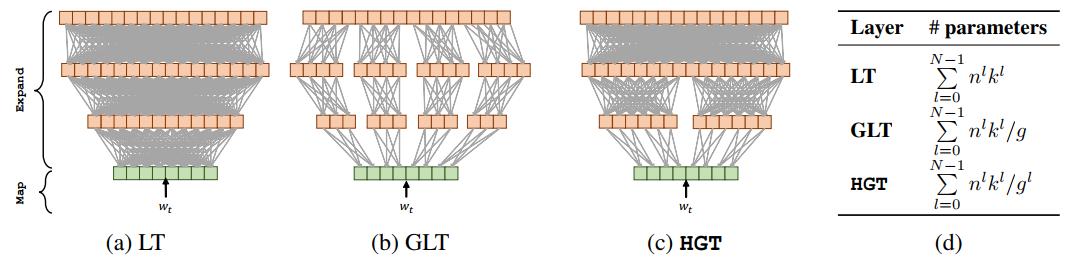 Expand
Map
w_t
w_t
w_t
(a) LT
(b) GLT
(c) HGT
Layer # parameters
LT \sum_{l=0}^{N-1} n^l k^l
GLT \sum_{l=0}^{N-1} n^l k^l / g
HGT \sum_{l=0}^{N-1} n^l k^l / g^l
(d)